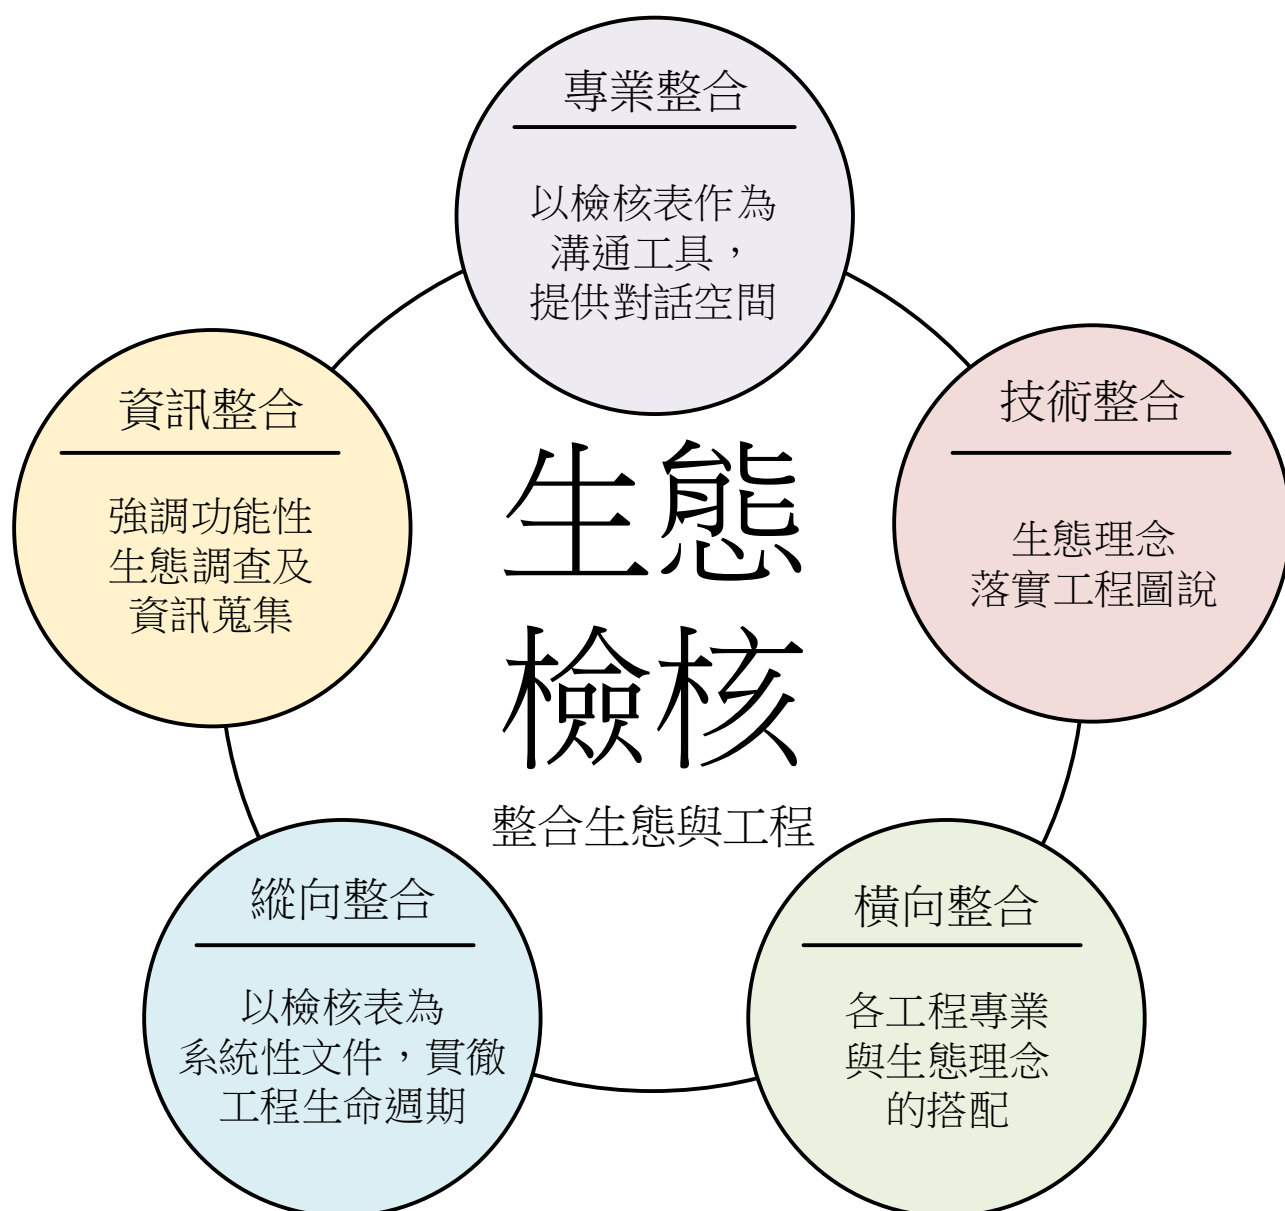 專業整合
以檢核表作為
溝通工具，
提供對話空間
資訊整合
強調功能性
生態調查及
資訊蒐集
技術整合
生態理念
落實工程圖說
生態
檢核
整合生態與工程
縱向整合
以檢核表為
系統性文件，貫徹
工程生命週期
橫向整合
各工程專業
與生態理念
的搭配